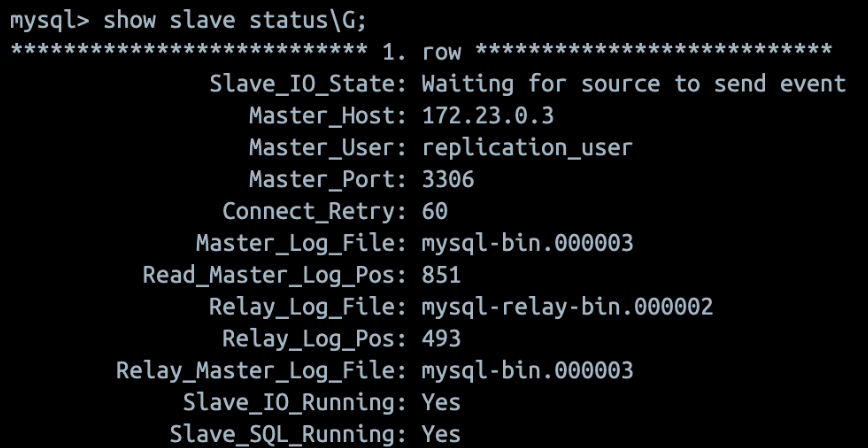 mysql> show slave status\G;
*************************** 1. row ***************************
Slave_IO_State: Waiting for source to send event
Master_Host: 172.23.0.3
Master_User: replication_user
Master_Port: 3306
Connect_Retry: 60
Master_Log_File: mysql-bin.000003
Read_Master_Log_Pos: 851
Relay_Log_File: mysql-relay-bin.000002
Relay_Log_Pos: 493
Relay_Master_Log_File: mysql-bin.000003
Slave_IO_Running: Yes
Slave_SQL_Running: Yes